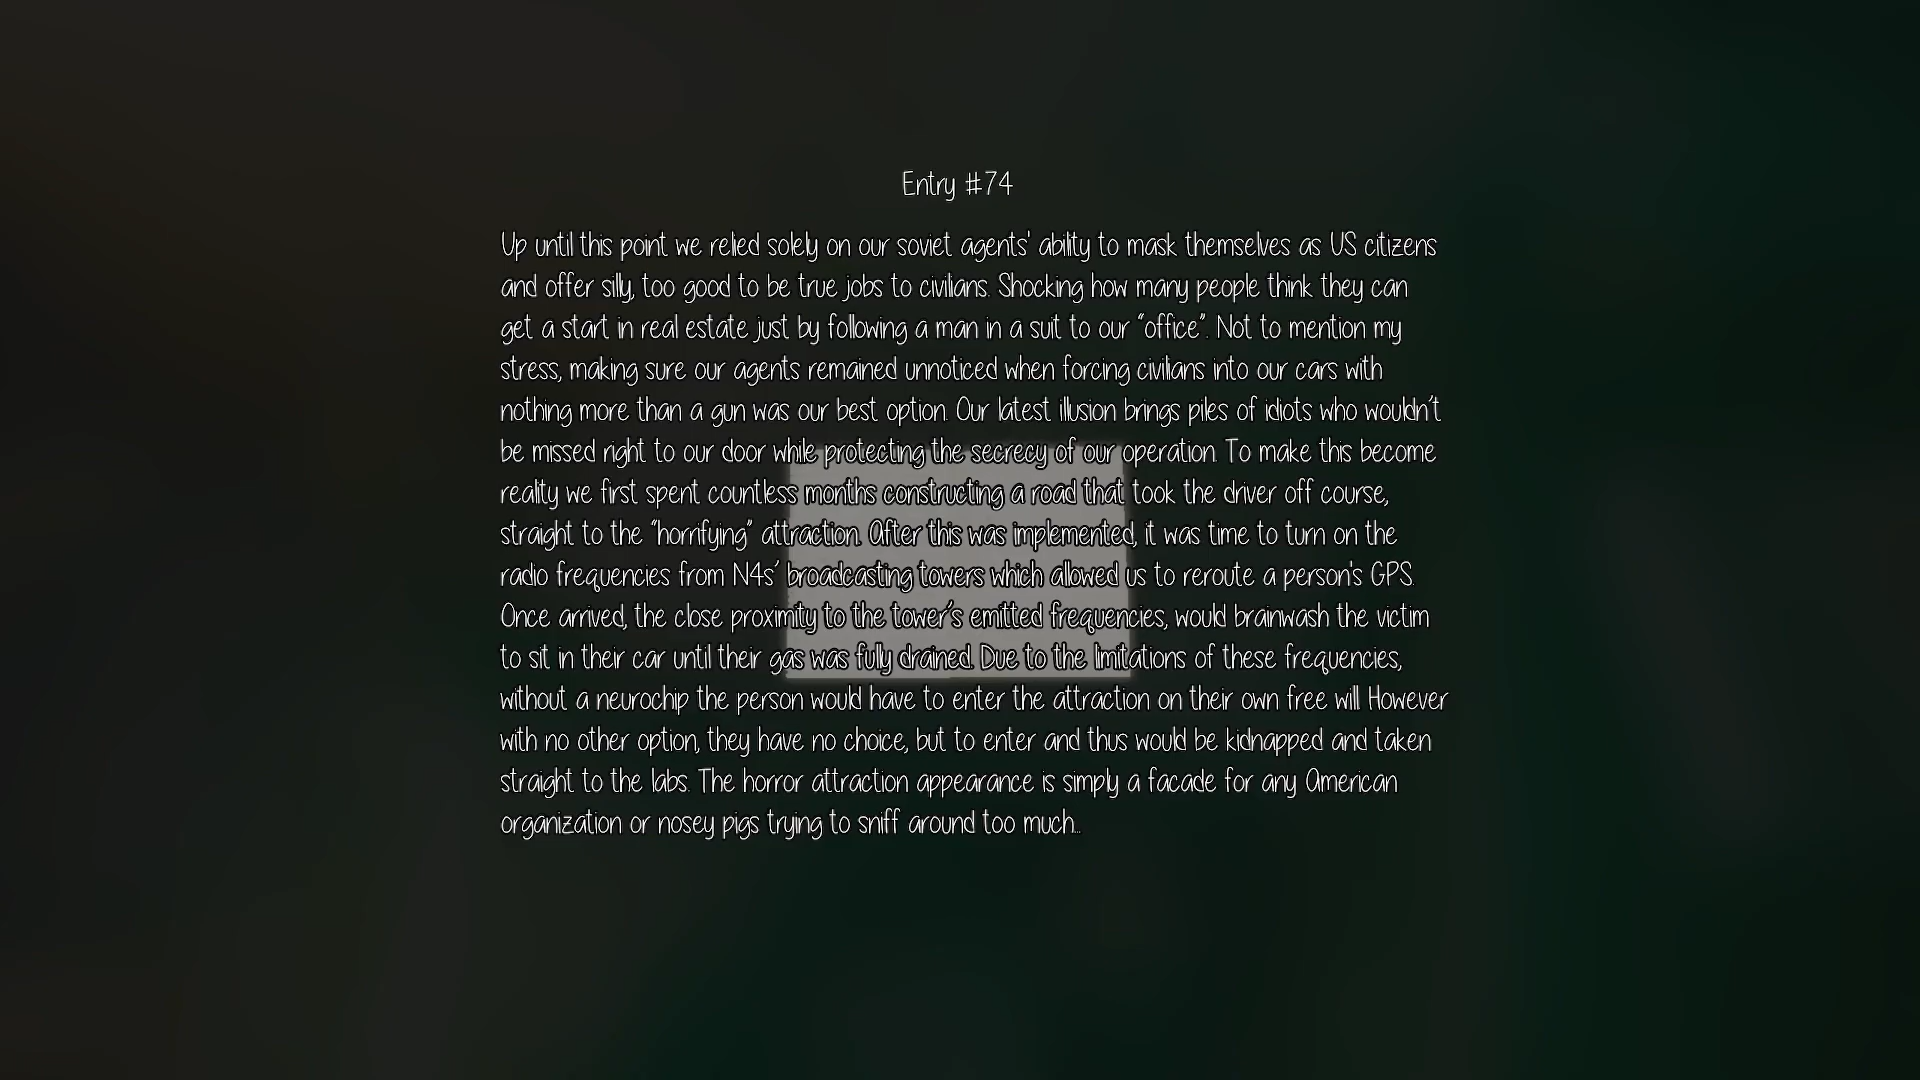 Entry #74
Up until this point we relied solely on our soviet agents' ability to mask themselves as US citizens
and offer silly, too good to be true jobs to civilians. Shocking how many people think they can
get a start in real estate just by following a man in a suit to our “office”. Not to mention my
stress, making sure our agents remained unnoticed when forcing civilians into our cars with
nothing more than a gun was our best option. Our latest illusion brings piles of idiots who wouldn’t
be missed right to our door while protecting the secrecy of our operation. To make this become
reality we first spent countless months constructing a road that took the driver off course,
straight to the “horrifying” attraction. After this was implemented, it was time to turn on the
radio frequencies from N4s’ broadcasting towers which allowed us to reroute a person's GPS.
Once arrived, the close proximity to the tower’s emitted frequencies, would brainwash the victim
to sit in their car until their gas was fully drained. Due to the limitations of these frequencies,
without a neurochip the person would have to enter the attraction on their own free will. However
with no other option, they have no choice, but to enter and thus would be kidnapped and taken
straight to the labs. The horror attraction appearance is simply a facade for any American
organization or nosey pigs trying to sniff around too much...